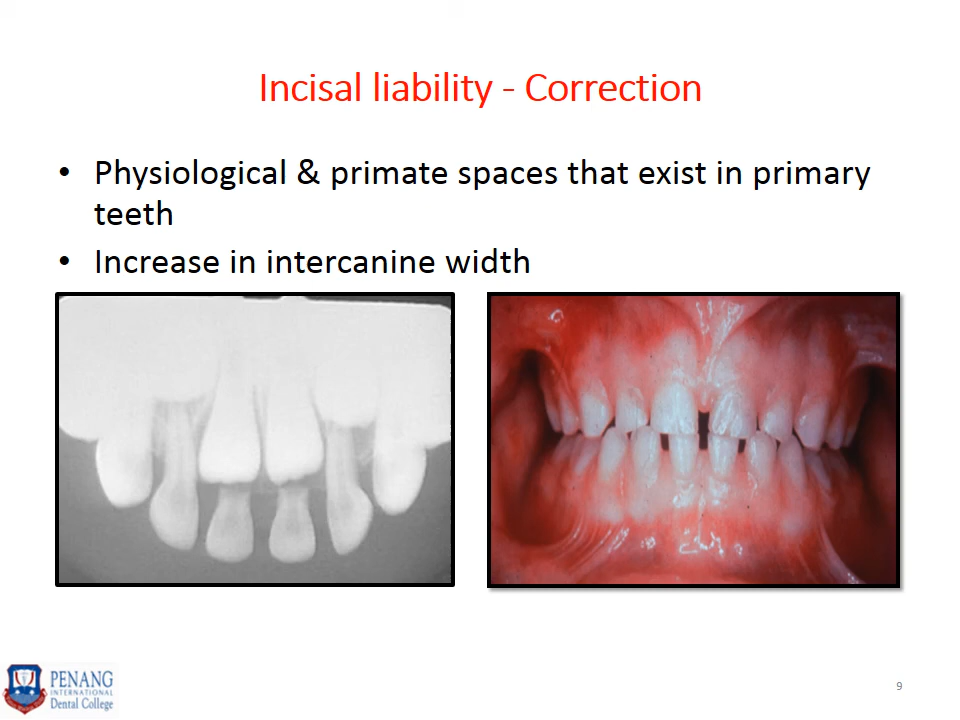 Incisal liability - Correction
• Physiological & primate spaces that exist in primary
teeth
• Increase in intercanine width
PENANG
INTERNATIONAL
Dental College
9